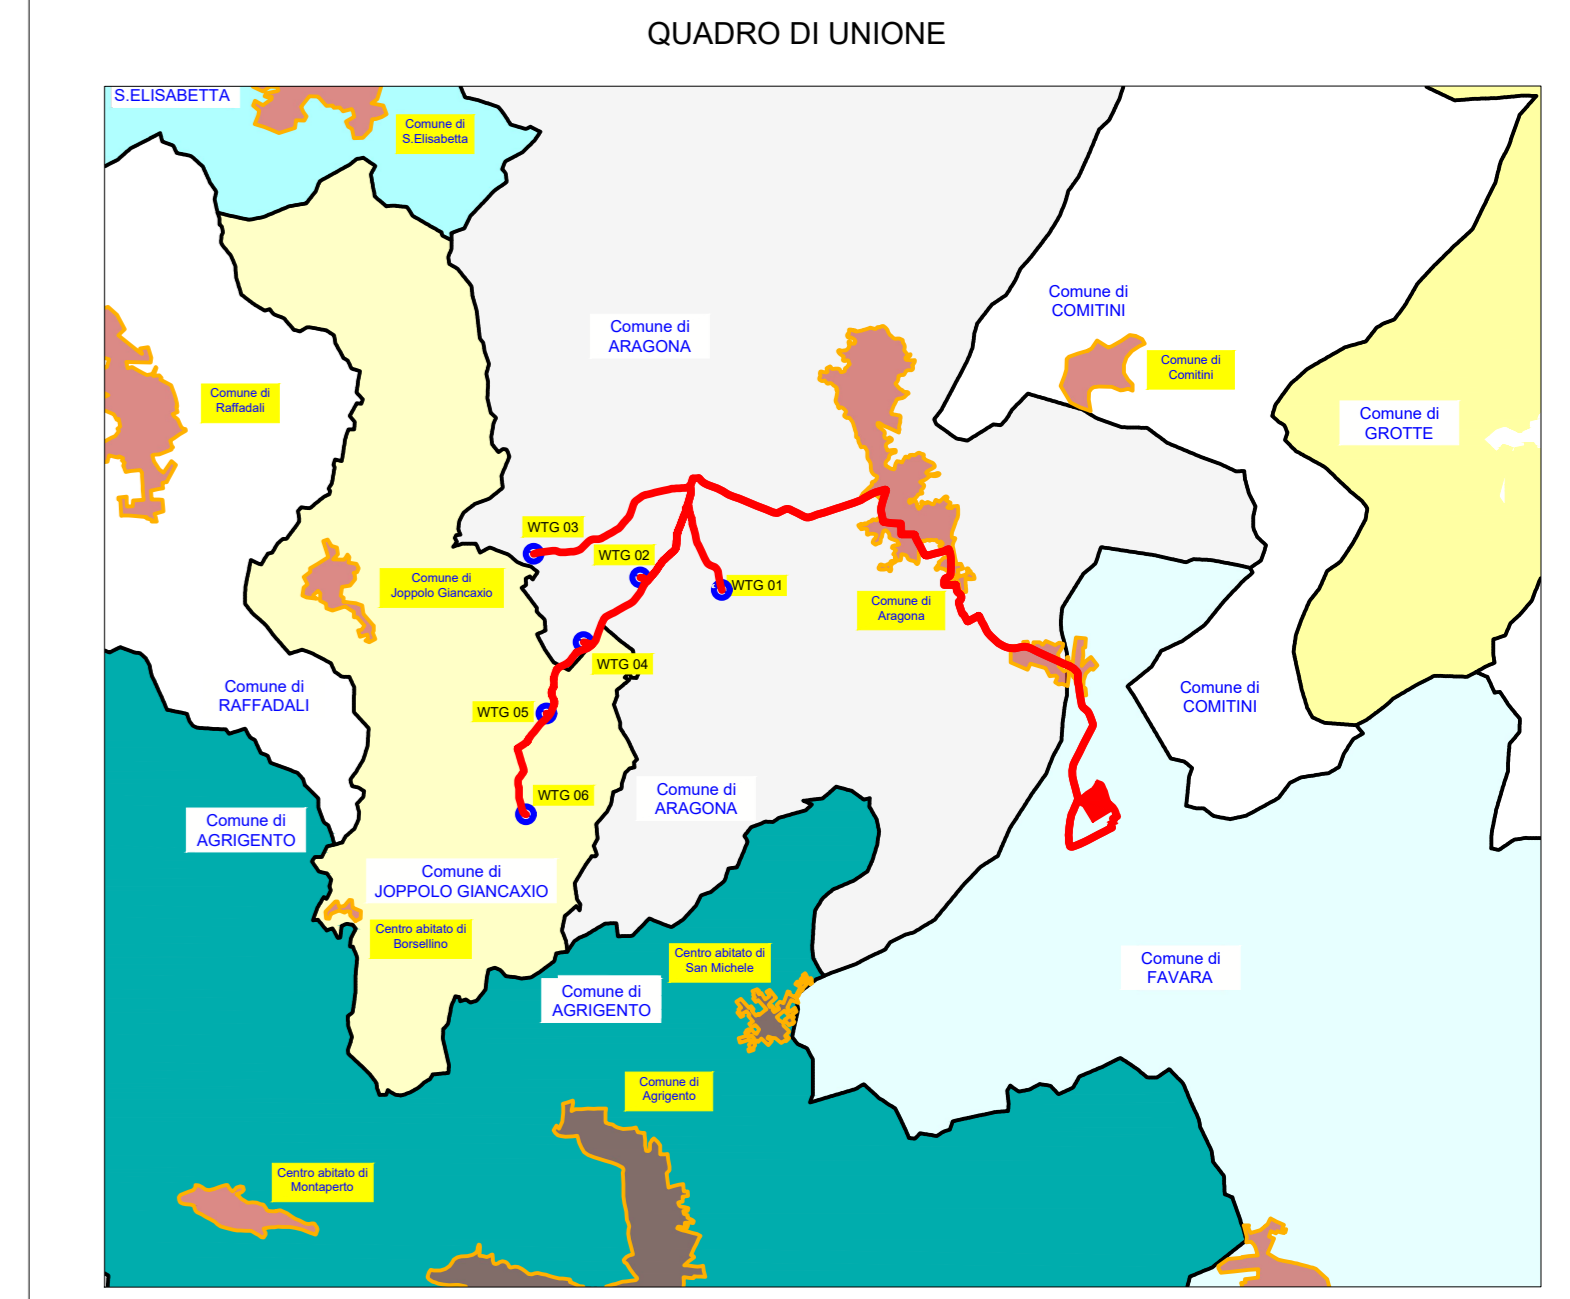 QUADRO DI UNIONE
S.ELISABETTA
Comune di
S.Elisabetta
Comune di
COMITINI
Comune di
ARAGONA
Comune di
Comitini
Comune di
Raffadali
Comune di
GROTTE
WTG 03
WTG 02
WTG 01
Comune di
Joppolo Giancaxio
Comune di
Aragona
WTG 04
Comune di
RAFFADALI
Comune di
COMITINI
WTG 05
WTG 06
Comune di
ARAGONA
Comune di
AGRIGENTO
Comune di
JOPPOLO GIANCAXIO
Centro abitato di
Borsellino
Centro abitato di
San Michele
Comune di
FAVARA
Comune di
AGRIGENTO
Comune di
Agrigento
Centro abitato di
Montaperto